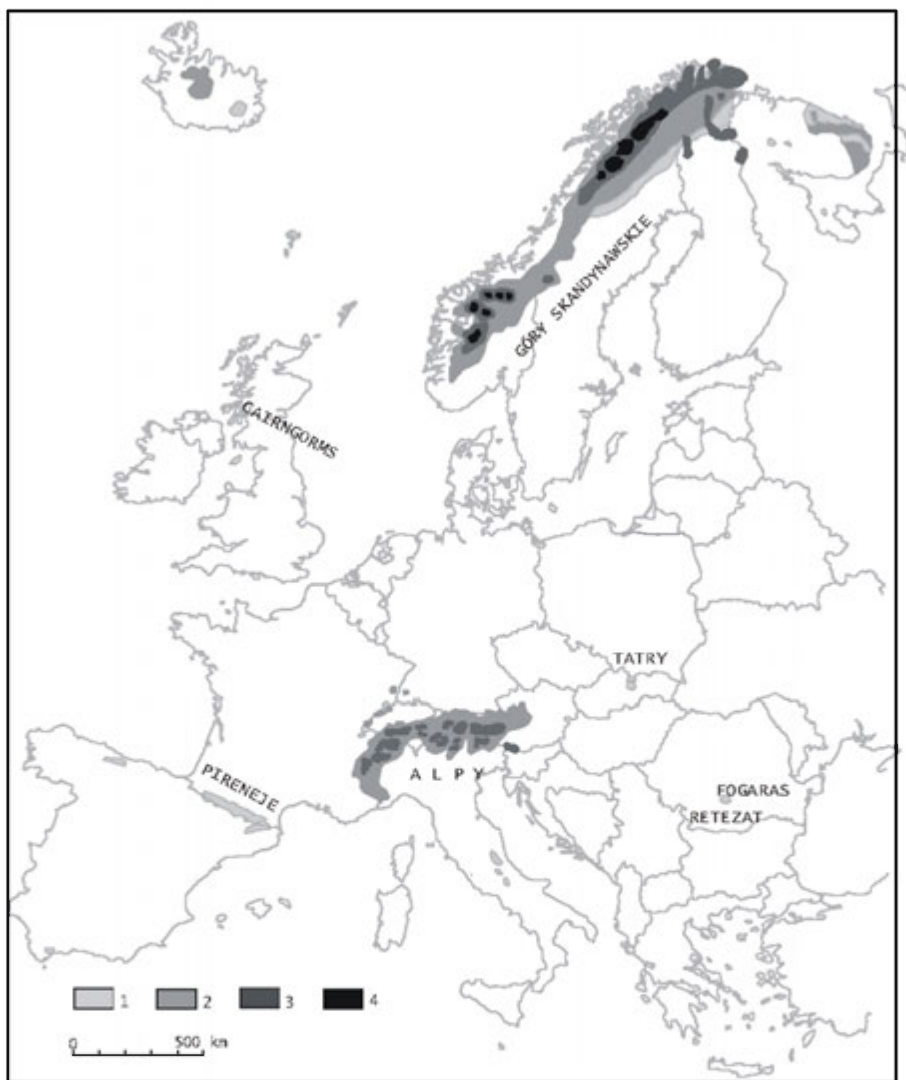 GÓRY SKANDYNAWSKIE
CAIRNGORMS
TATRY
PIRENEJE
ALPY
FOGARAS
RETEZAT
1 2 3 4
0 500 km